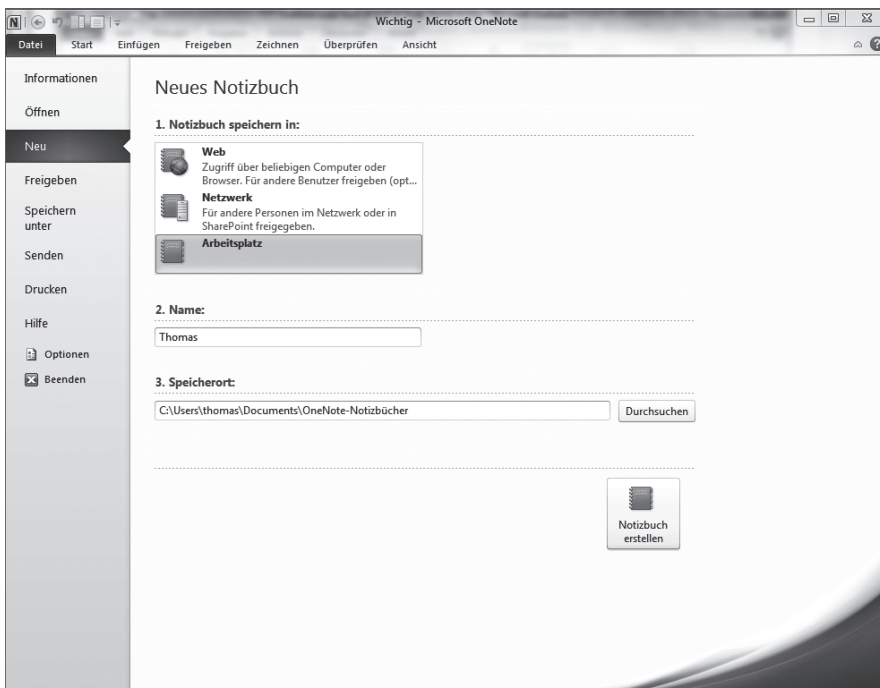 Wichtig - Microsoft OneNote
Datei Start Einfügen Freigeben Zeichnen Überprüfen Ansicht
Informationen
Öffnen
Neu
Freigeben
Speichern
unter
Senden
Drucken
Hilfe
Optionen
Beenden
Neues Notizbuch
1. Notizbuch speichern in:
Web
Zugriff über beliebigen Computer oder
Browser. Für andere Benutzer freigeben (opt...
Netzwerk
Für andere Personen im Netzwerk oder in
SharePoint freigegeben.
Arbeitsplatz
2. Name:
Thomas
3. Speicherort:
C:\Users\thomas\Documents\OneNote-Notizbücher
Durchsuchen
Notizbuch
erstellen